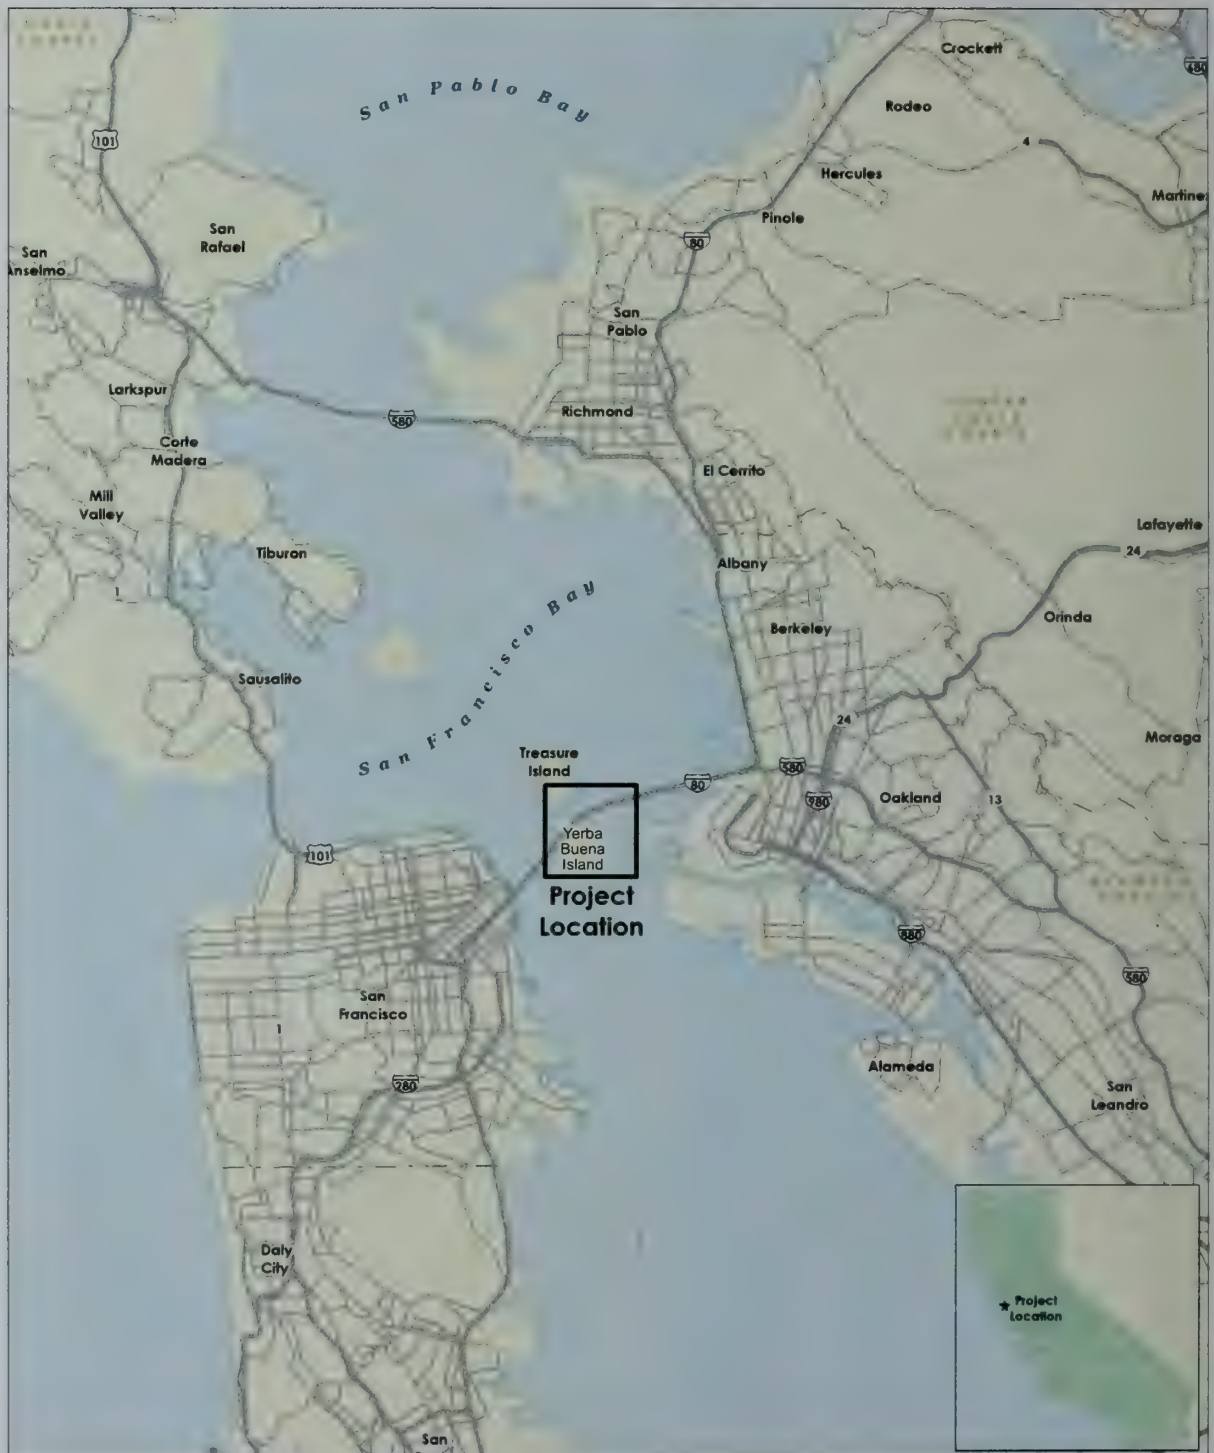 San Pablo Bay
Crockett
680
Rodeo
101
4
Hercules
Martinez
Pinole
San
Rafael
80
San
Anselmo
San
Pablo
Larkspur
Richmond
580
Corte
Madera
El Cerrito
Mill
Valley
Lafayette
24
Tiburon
Albany
1
San Francisco Bay
Orinda
Berkeley
Sausalito
24
Moraga
Treasure
Island
580
80
980
Oakland
13
Yerba
Buena
Island
101
Project
Location
880
580
San
Francisco
1
Alameda
280
San
Leandro
Daly
City
Project
Location
San